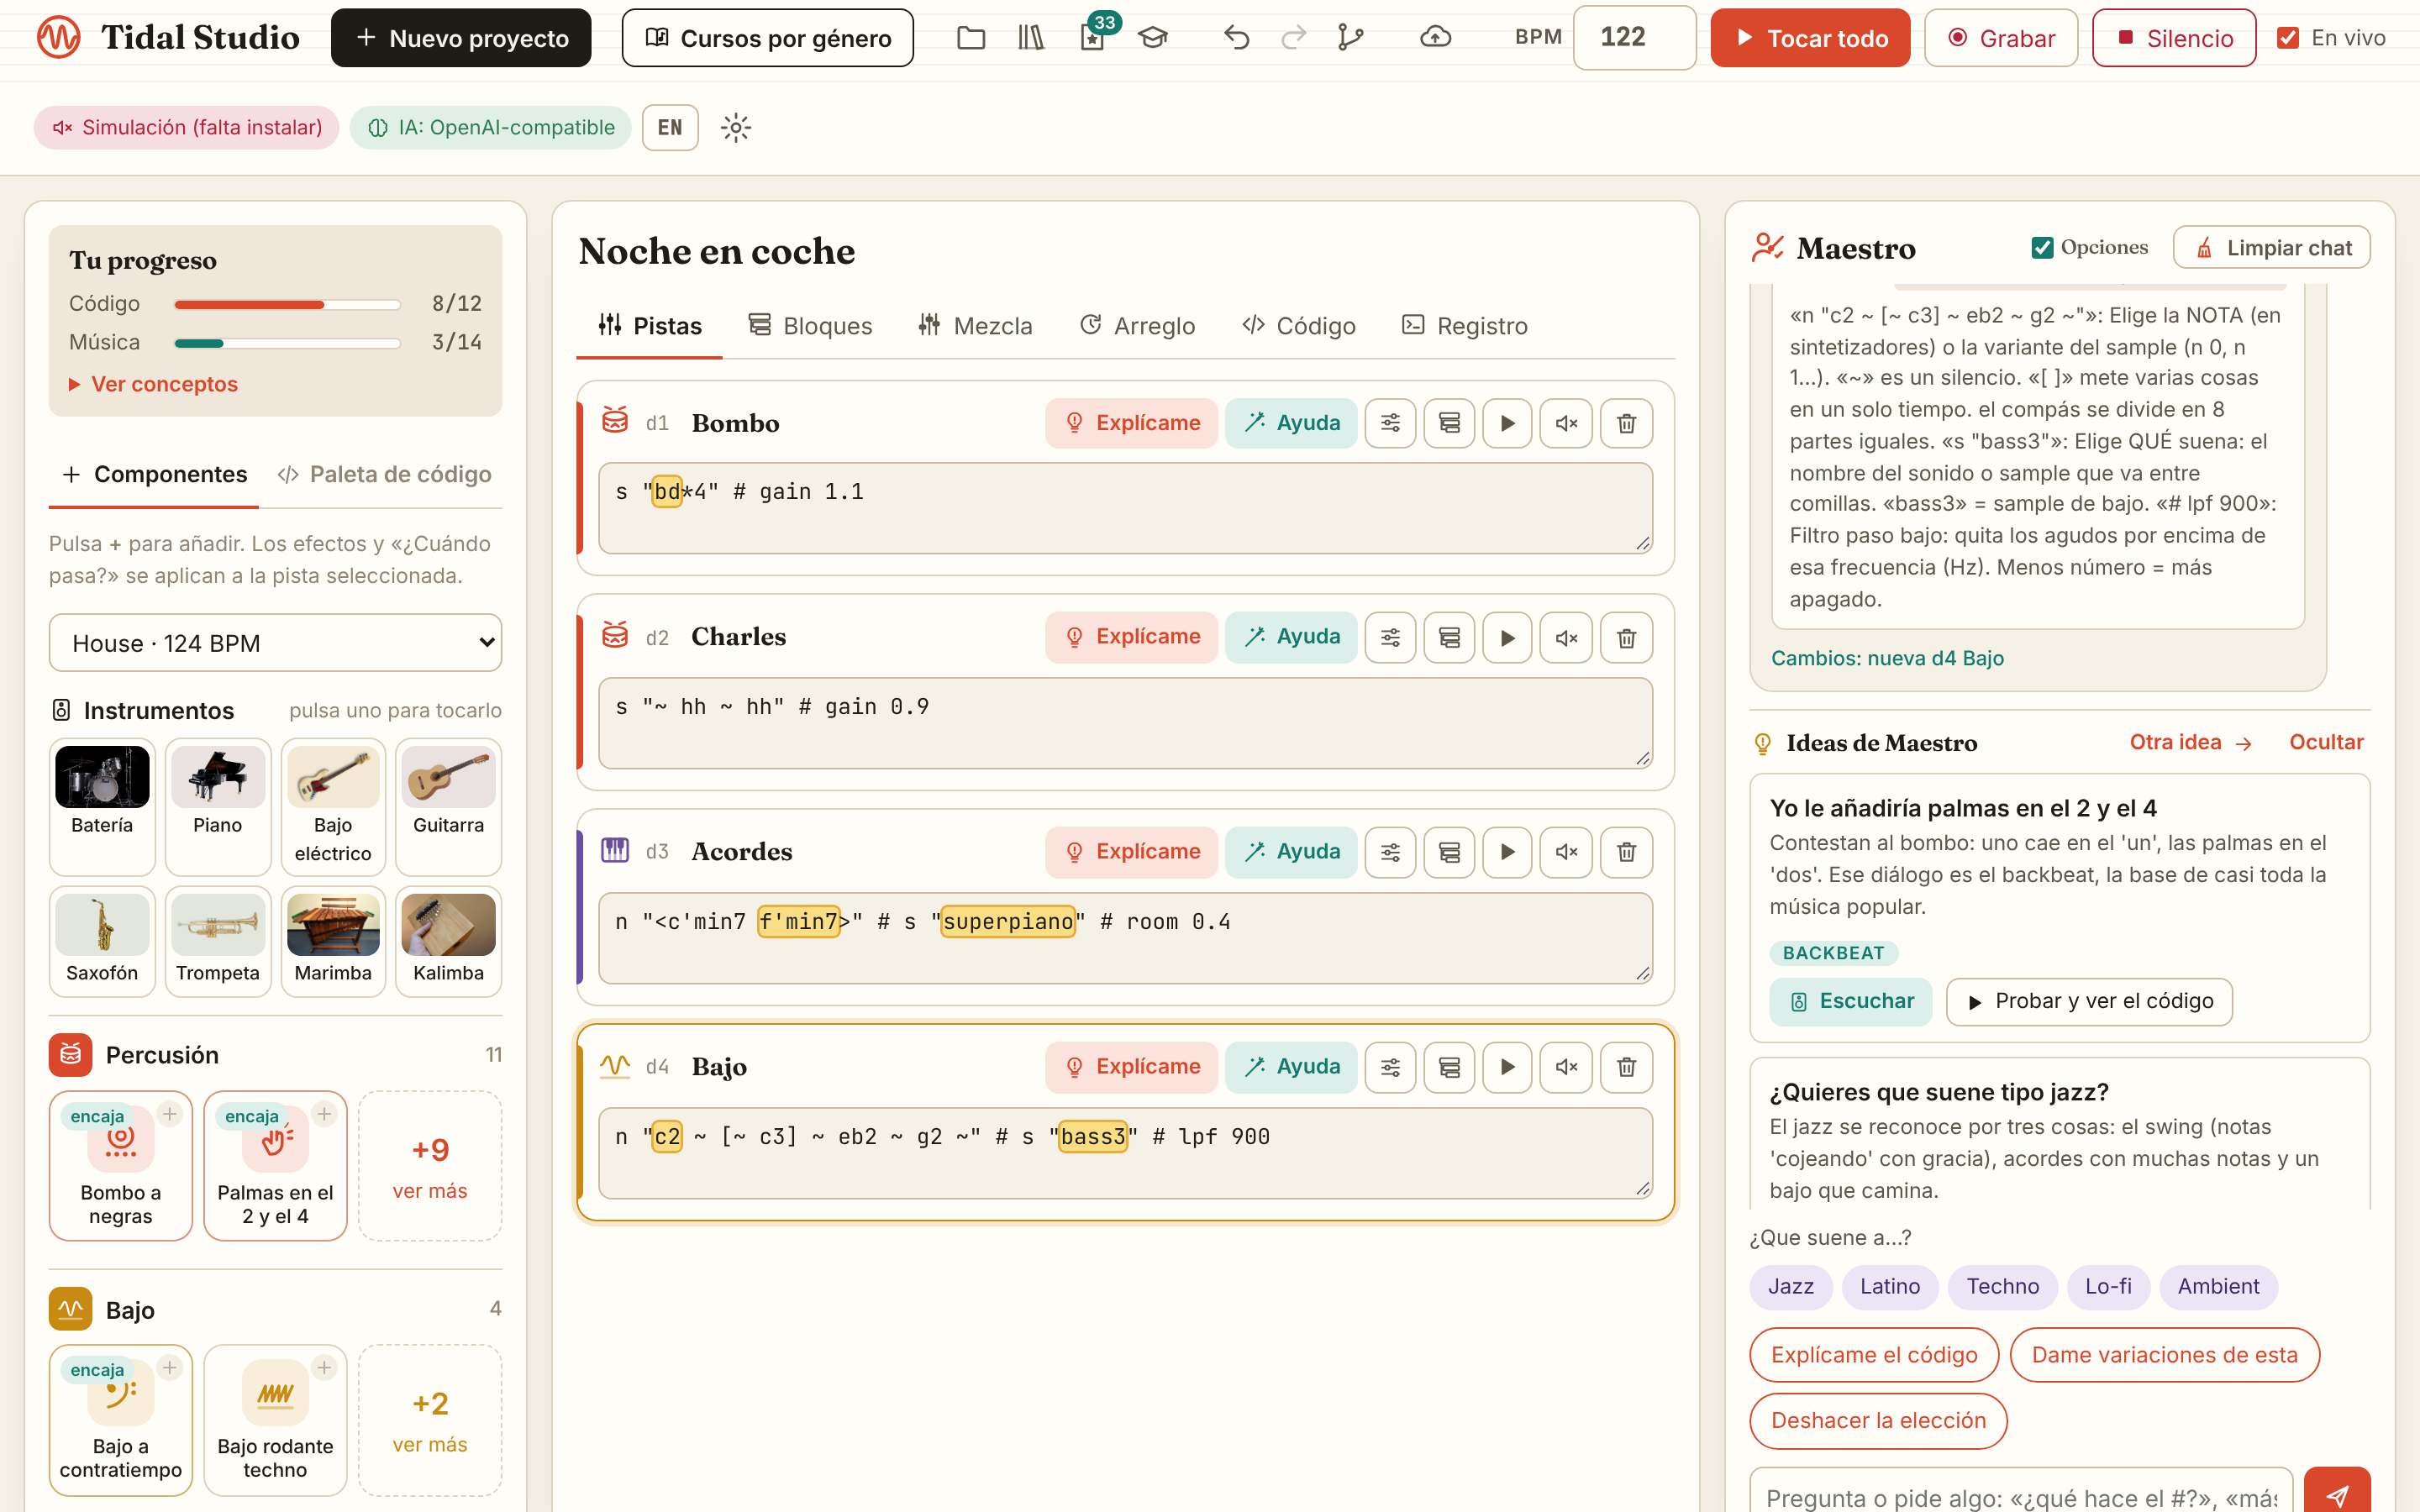 Tidal Studio
+ Nuevo proyecto
Cursos por género
33
BPM 122
Tocar todo
Grabar
Silencio
En vivo
Simulación (falta instalar)
IA: OpenAI-compatible
EN
Tu progreso
Código 8/12
Música 3/14
Ver conceptos
+ Componentes
</> Paleta de código
Pulsa + para añadir. Los efectos y «¿Cuándo
pasa?» se aplican a la pista seleccionada.
House · 124 BPM
Instrumentos
pulsa uno para tocarlo
Batería
Piano
Bajo
eléctrico
Guitarra
Saxofón
Trompeta
Marimba
Kalimba
Percusión 11
encaja +
Bombo a
negras
encaja +
Palmas en el
2 y el 4
+9
ver más
Bajo 4
encaja +
Bajo a
contratiempo
+
Bajo rodante
techno
+2
ver más
Noche en coche
Pistas
Bloques
Mezcla
Arreglo
</> Código
Registro
d1 Bombo
Explícame
Ayuda
s "bd*4" # gain 1.1
d2 Charles
Explícame
Ayuda
s "~ hh ~ hh" # gain 0.9
d3 Acordes
Explícame
Ayuda
n "<c'min7 f'min7>" # s "superpiano" # room 0.4
d4 Bajo
Explícame
Ayuda
n "c2 ~ [~ c3] ~ eb2 ~ g2 ~" # s "bass3" # lpf 900
Maestro
Opciones
Limpiar chat
«n "c2 ~ [~ c3] ~ eb2 ~ g2 ~"»: Elige la NOTA (en
sintetizadores) o la variante del sample (n 0, n
1...). «~» es un silencio. «[ ]» mete varias cosas
en un solo tiempo. el compás se divide en 8
partes iguales. «s "bass3"»: Elige QUÉ suena: el
nombre del sonido o sample que va entre
comillas. «bass3» = sample de bajo. «# lpf 900»:
Filtro paso bajo: quita los agudos por encima de
esa frecuencia (Hz). Menos número = más
apagado.
Cambios: nueva d4 Bajo
Ideas de Maestro
Otra idea →
Ocultar
Yo le añadiría palmas en el 2 y el 4
Contestan al bombo: uno cae en el 'un', las palmas en el
'dos'. Ese diálogo es el backbeat, la base de casi toda la
música popular.
BACKBEAT
Escuchar
Probar y ver el código
¿Quieres que suene tipo jazz?
El jazz se reconoce por tres cosas: el swing (notas
'cojeando' con gracia), acordes con muchas notas y un
bajo que camina.
¿Que suene a...?
Jazz
Latino
Techno
Lo-fi
Ambient
Explícame el código
Dame variaciones de esta
Deshacer la elección
Pregunta o pide algo: «¿qué hace el #?», «más